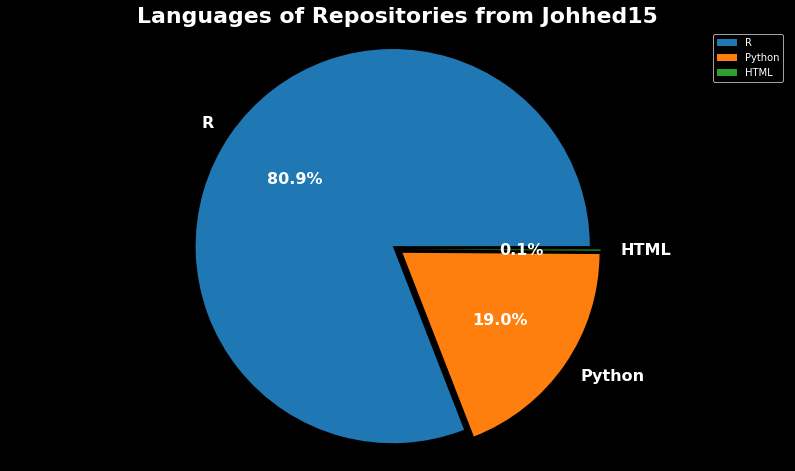 Languages of Repositories from Johhed15
R
Python
HTML
R
80.9%
0.1%
HTML
19.0%
Python